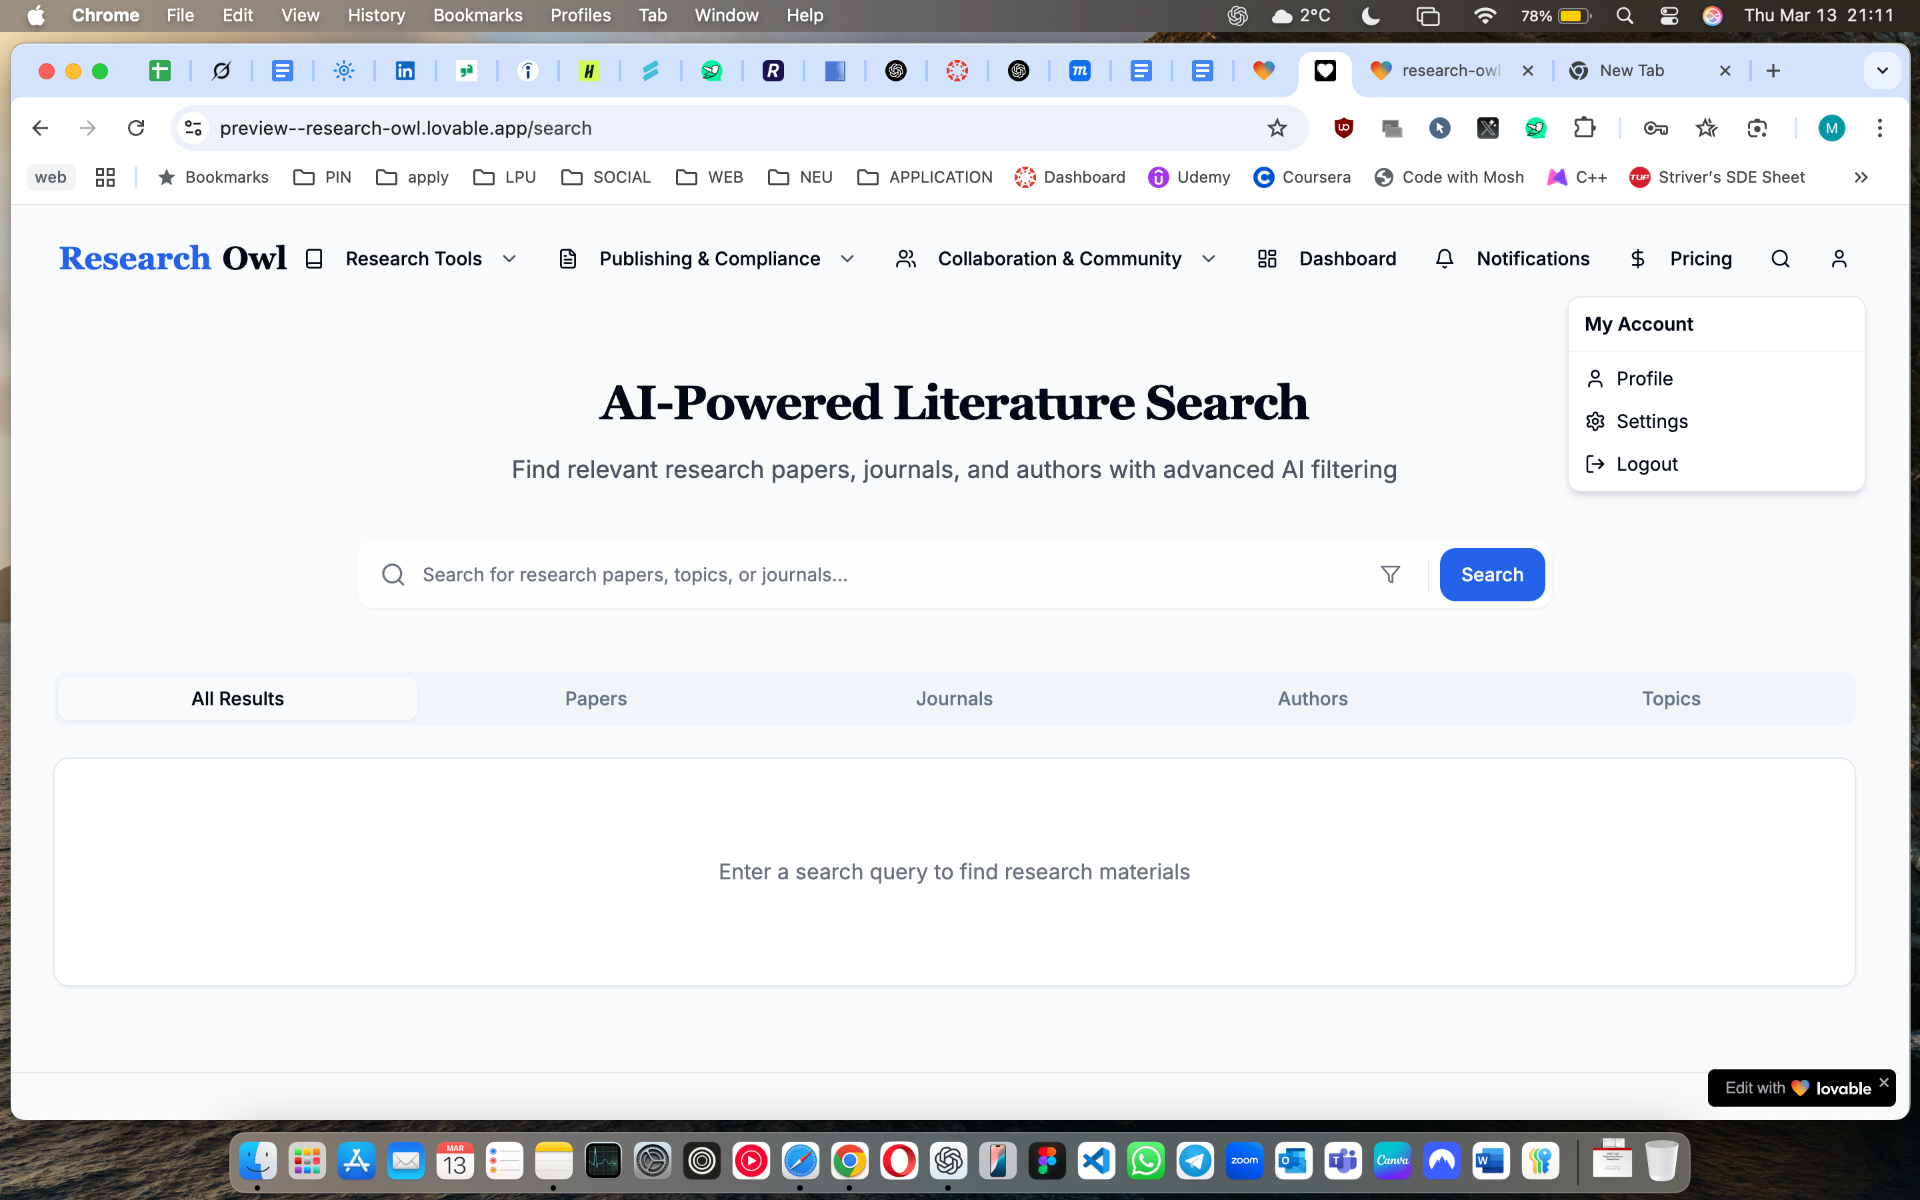 Chrome File Edit View History Bookmarks Profiles Tab Window Help 2°C 78% Thu Mar 13 21:11
research-owl New Tab
preview--research-owl.lovable.app/search M
web Bookmarks PIN apply LPU SOCIAL WEB NEU APPLICATION Dashboard Udemy Coursera Code with Mosh C++ Striver's SDE Sheet
Research Owl Research Tools Publishing & Compliance Collaboration & Community Dashboard Notifications Pricing
My Account
Profile
Settings
Logout
AI-Powered Literature Search
Find relevant research papers, journals, and authors with advanced AI filtering
Search for research papers, topics, or journals... Search
All Results Papers Journals Authors Topics
Enter a search query to find research materials
Edit with lovable
MAR
13
zoom
Canva